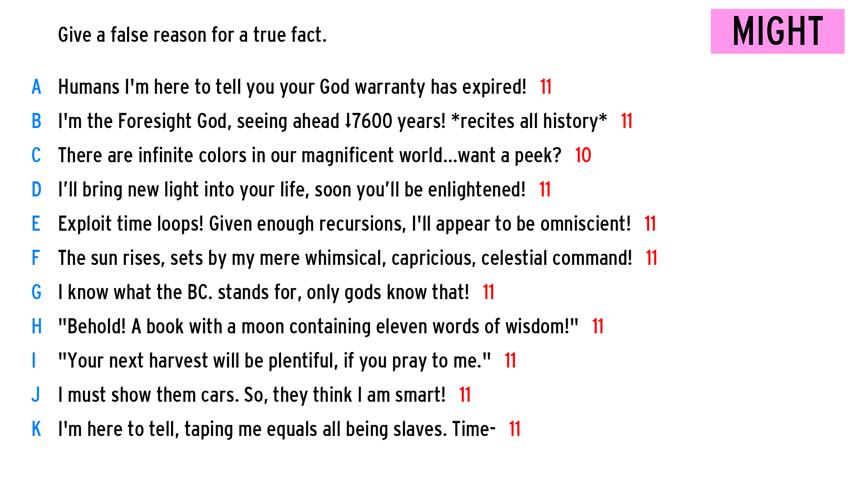 Give a false reason for a true fact.
MIGHT
A Humans I'm here to tell you your God warranty has expired! 11
B I'm the Foresight God, seeing ahead ⭣7600 years! *recites all history* 11
C There are infinite colors in our magnificent world...want a peek? 10
D I’ll bring new light into your life, soon you’ll be enlightened! 11
E Exploit time loops! Given enough recursions, I'll appear to be omniscient! 11
F The sun rises, sets by my mere whimsical, capricious, celestial command! 11
G I know what the BC. stands for, only gods know that! 11
H "Behold! A book with a moon containing eleven words of wisdom!" 11
I "Your next harvest will be plentiful, if you pray to me." 11
J I must show them cars. So, they think I am smart! 11
K I'm here to tell, taping me equals all being slaves. Time- 11